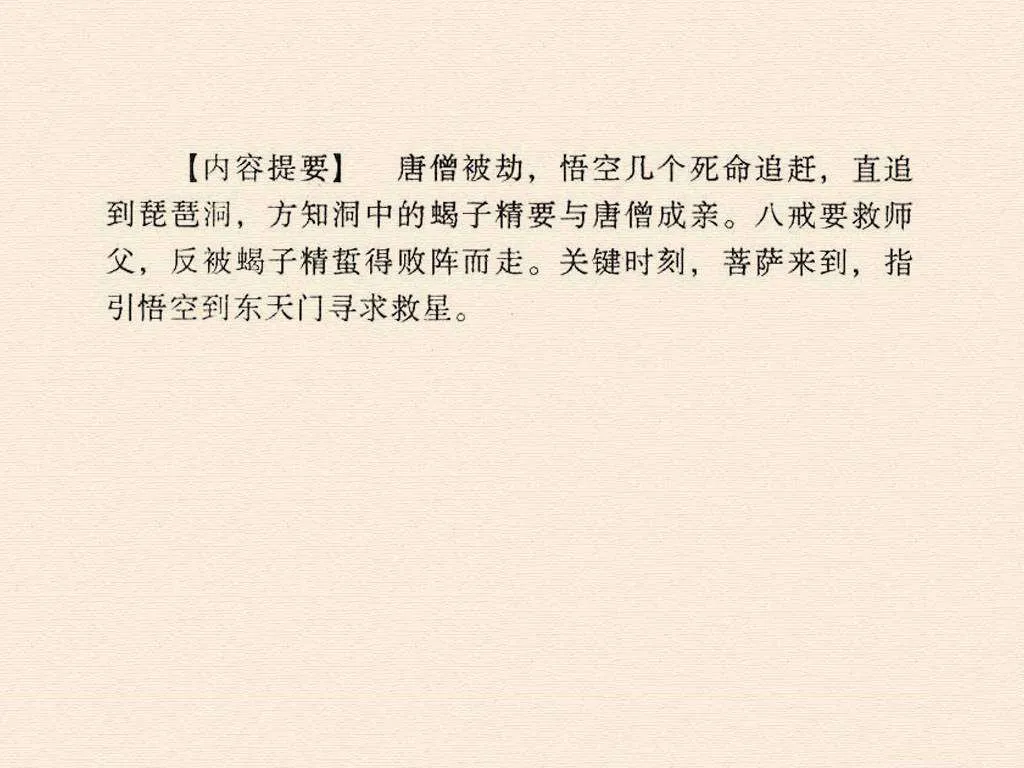 【内容提要】 唐僧被劫，悟空几个死命追赶，直追
到琵琶洞，方知洞中的蝎子精要与唐僧成亲。八戒要救师
父，反被蝎子精蜇得败阵而走。关键时刻，菩萨来到，指
引悟空到东天门寻求救星。